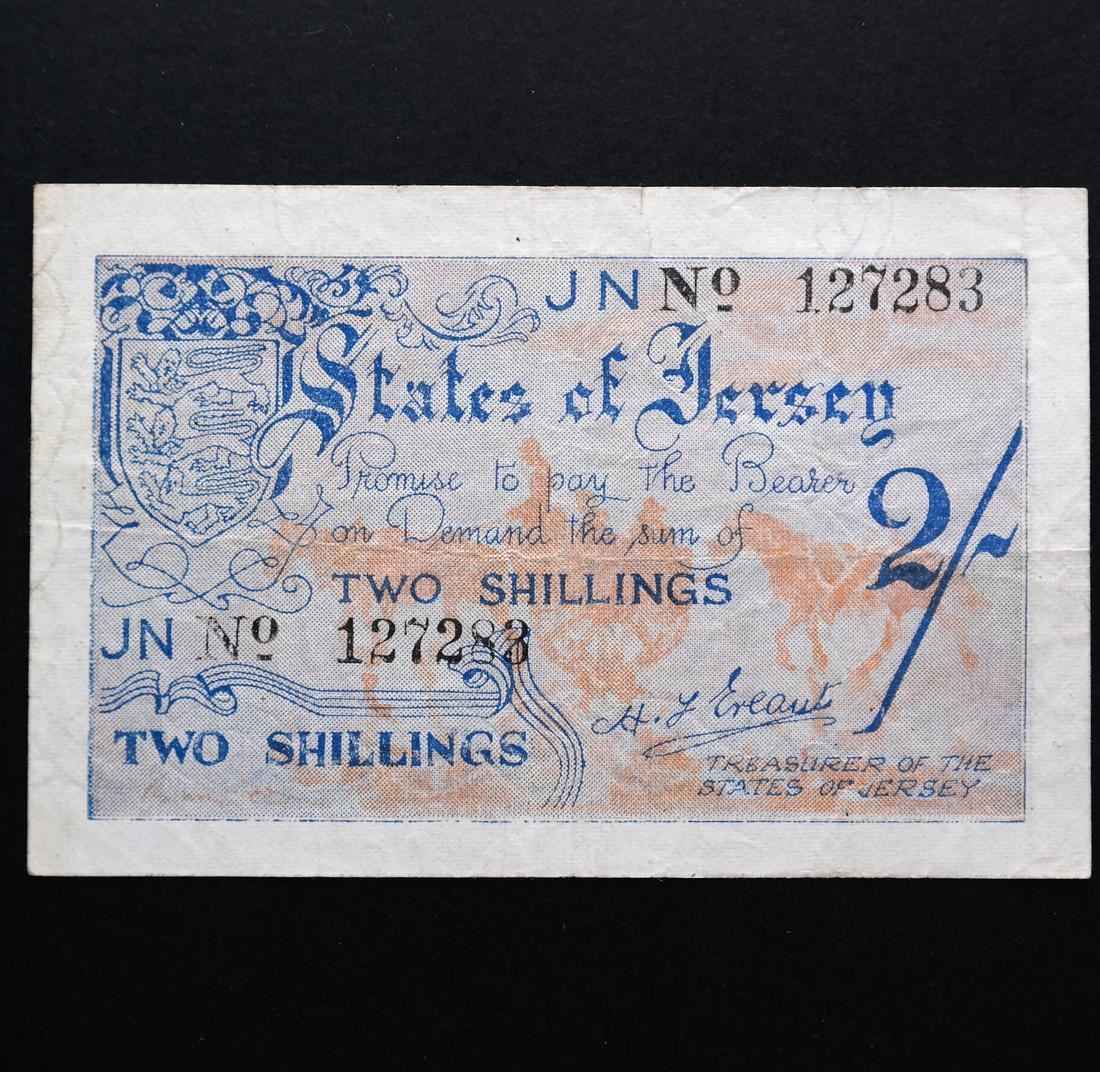 JN Nº 127283
States of Jersey
Promise to pay the Bearer
on Demand the sum of
TWO SHILLINGS
2/-
JN Nº 127283
TWO SHILLINGS
H. F Ereaut
TREASURER OF THE
STATES OF JERSEY